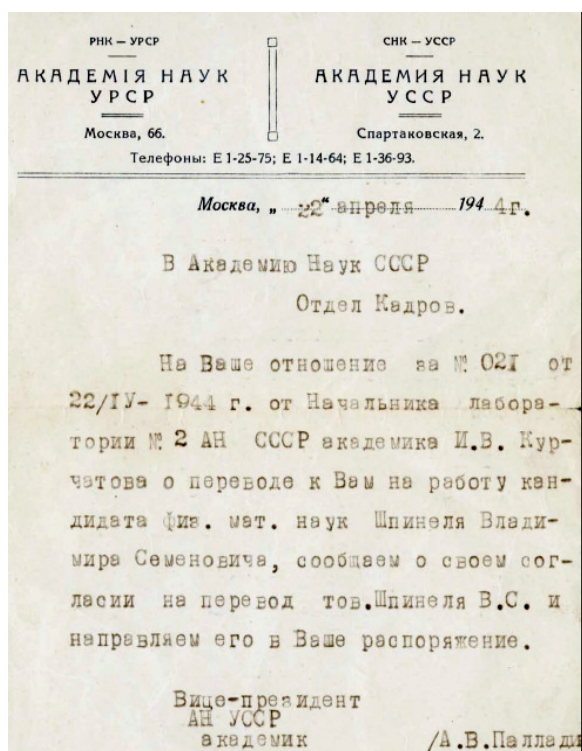 РНК — УРСР
АКАДЕМІЯ НАУК
УРСР
Москва, 66.
СНК — УССР
АКАДЕМИЯ НАУК
УССР
Спартаковская, 2.
Телефоны: Е 1-25-75; Е 1-14-64; Е 1-36-93.
Москва, „ 22“ апреля 194 4г.
В Академию Наук СССР
Отдел Кадров.
На Ваше отношение за № 021 от
22/IУ- 1944 г. от Начальника лабора-
тории № 2 АН СССР академика И.В. Кур-
чатова о переводе к Вам на работу кан-
дидата физ. мат. наук Шпинеля Влади-
мира Семеновича, сообщаем о своем сог-
ласии на перевод тов.Шпинеля В.С. и
направляем его в Ваше распоряжение.
Вице-президент
АН УССР
академик /А.В.Паллади